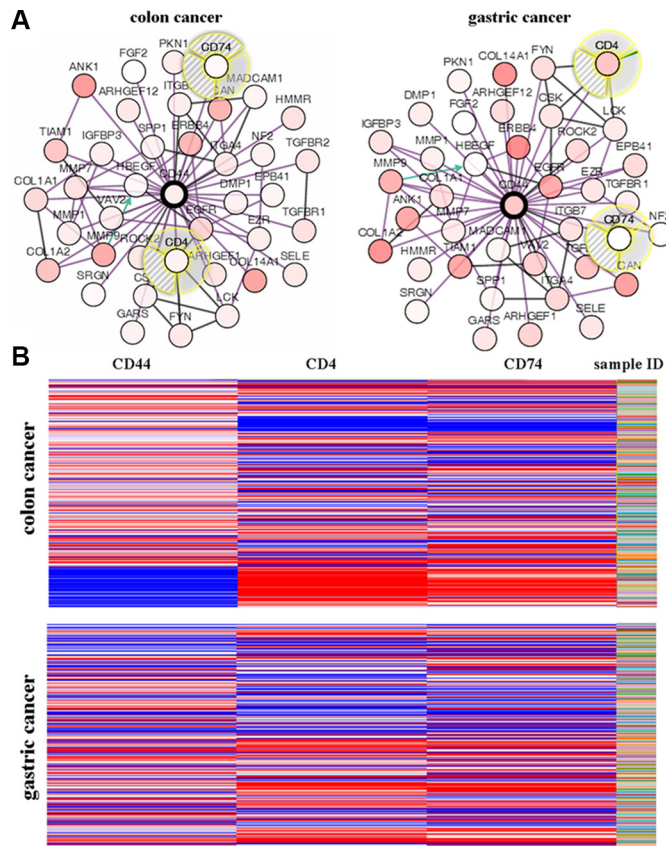 A
colon cancer
gastric cancer
CD74
PKN1
FGF2
ANK1
MADCAM1
ARHGEF12
CAN
HMMR
SPP1
ERBB4
TIAM1
IGFBP3
NF2
TGFBR2
ITGA4
MMP7
HBEGF
CD44
COL1A1
VAV2
DMP1
EPB41
MMP1
EGFR
EZR
TGFBR1
MMP9
ROCK2
CD4
COL1A2
ARHGEF1
COL14A1
SELE
SRGN
LCK
GARS
FYN
CD4
FYN
COL14A1
PKN1
CSK
ARHGEF12
LCK
DMP1
FGF2
ERBB4
ROCK2
IGFBP3
MMP1
HBEGF
EPB41
MMP9
COL1A1
EGFR
EZR
CD44
TGFBR1
ANK1
MMP7
ITGB7
CD74
MADCAM1
COL1A2
VAV2
HMMR
TIAM1
CAN
SPP1
ITGA4
SRGN
GARS
ARHGEF1
SELE
B
CD44
CD4
CD74
sample ID
colon cancer
gastric cancer